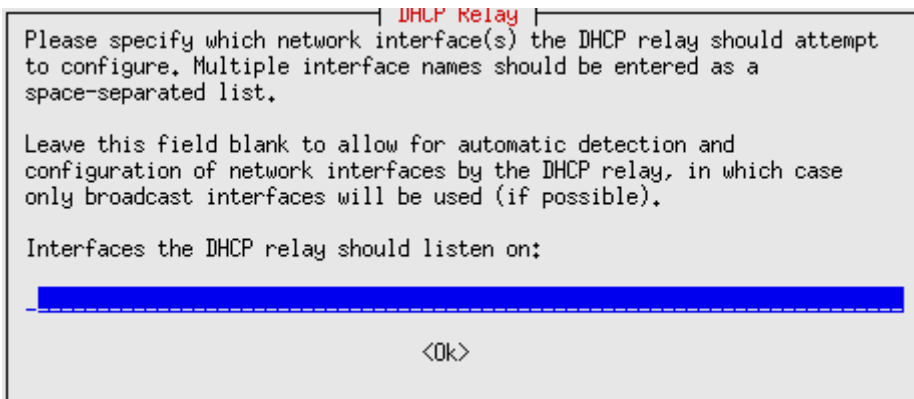 DHCP Relay
Please specify which network interface(s) the DHCP relay should attempt
to configure. Multiple interface names should be entered as a
space-separated list.
Leave this field blank to allow for automatic detection and
configuration of network interfaces by the DHCP relay, in which case
only broadcast interfaces will be used (if possible).
Interfaces the DHCP relay should listen on:
<Ok>